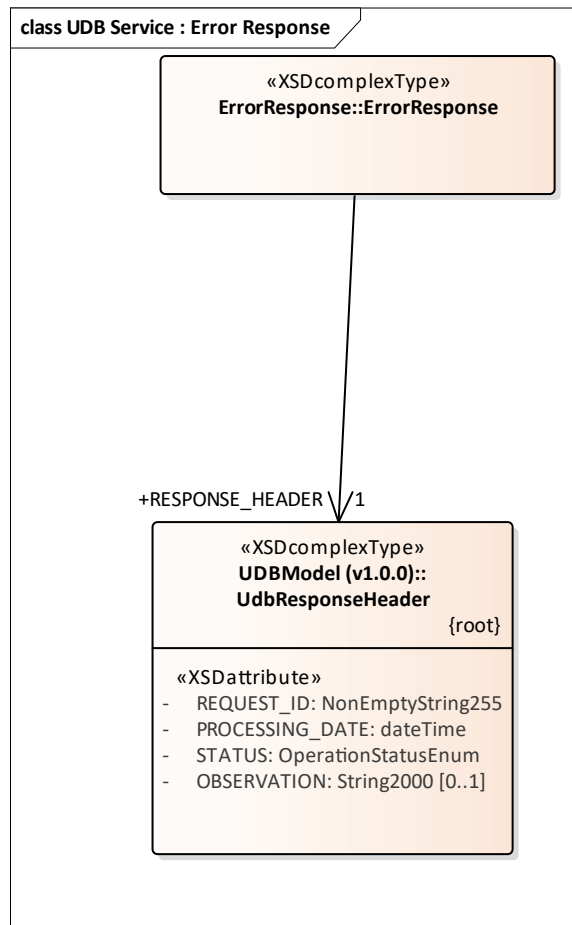 class UDB Service : Error Response
«XSDcomplexType»
ErrorResponse::ErrorResponse
+RESPONSE_HEADER 1
«XSDcomplexType»
UDBModel (v1.0.0)::
UdbResponseHeader
{root}
«XSDattribute»
- REQUEST_ID: NonEmptyString255
- PROCESSING_DATE: dateTime
- STATUS: OperationStatusEnum
- OBSERVATION: String2000 [0..1]